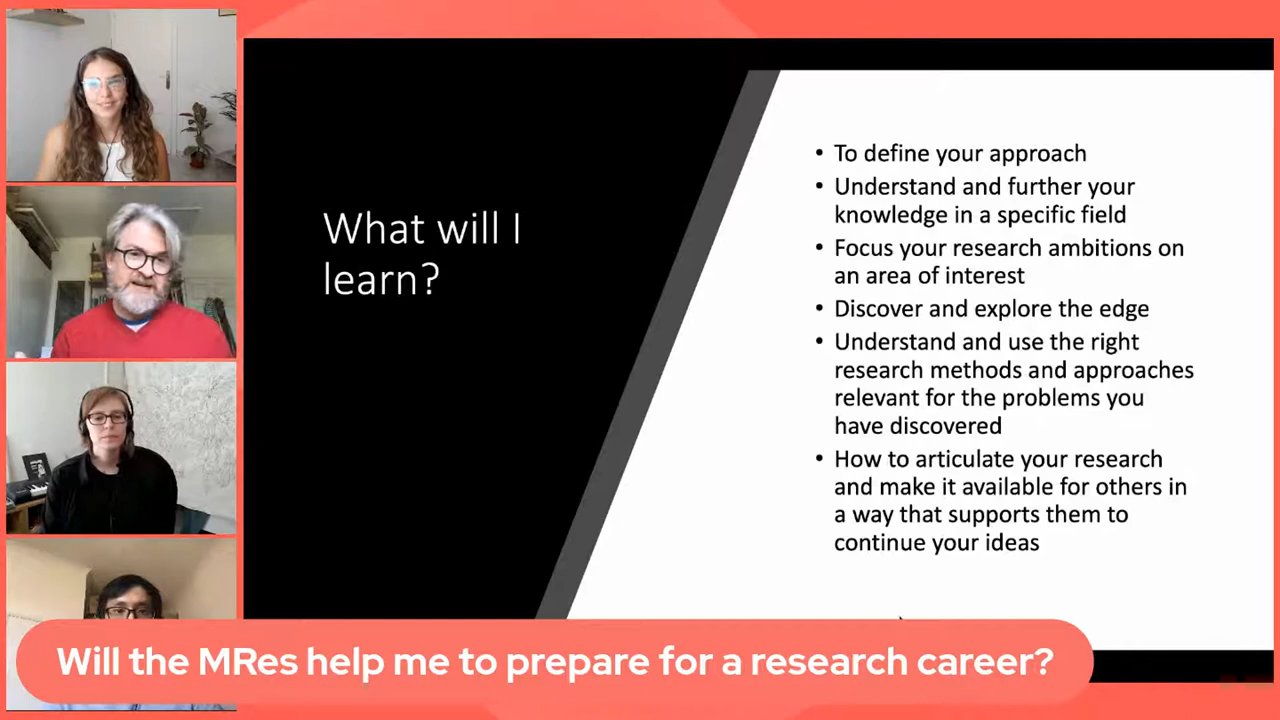 What will I
learn?
• To define your approach
• Understand and further your
knowledge in a specific field
• Focus your research ambitions on
an area of interest
• Discover and explore the edge
• Understand and use the right
research methods and approaches
relevant for the problems you
have discovered
• How to articulate your research
and make it available for others in
a way that supports them to
continue your ideas
Will the MRes help me to prepare for a research career?